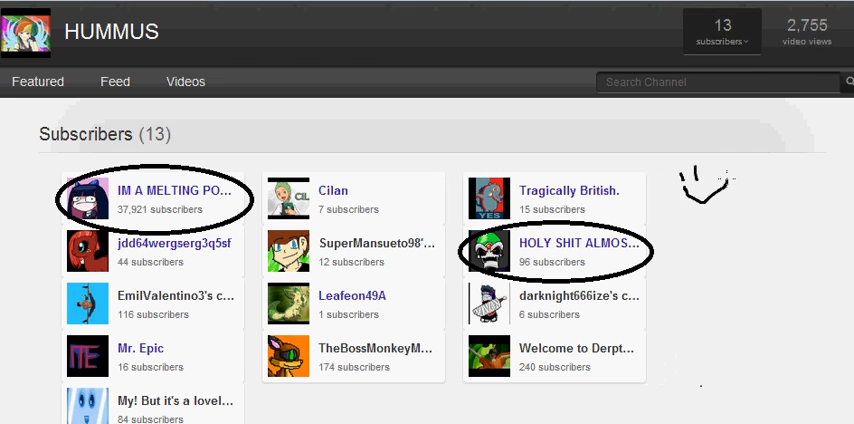 HUMMUS
13
subscribers
2,755
video views
Featured Feed Videos
Search Channel
Subscribers (13)
IM A MELTING PO...
37,921 subscribers
Cilan
7 subscribers
Tragically British.
15 subscribers
jdd64wergserg3q5sf
44 subscribers
SuperMansueto98'...
12 subscribers
HOLY SHIT ALMOS...
96 subscribers
EmilValentino3's c...
116 subscribers
Leafeon49A
1 subscribers
darknight666ize's c...
6 subscribers
Mr. Epic
16 subscribers
TheBossMonkeyM...
174 subscribers
Welcome to Derpt...
240 subscribers
My! But it's a lovel...
84 subscribers
CIL
YES